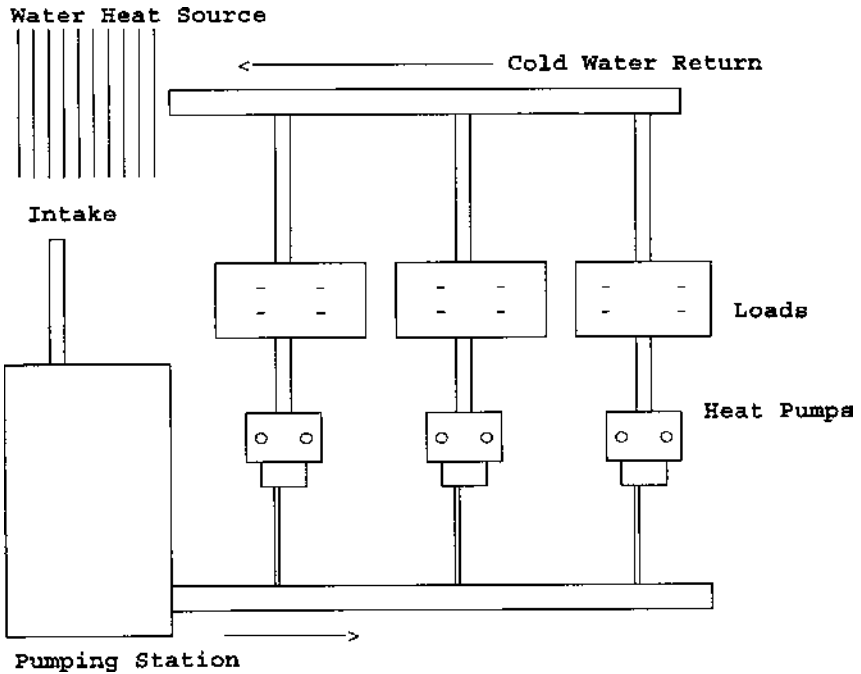 Water Heat Source
Cold Water Return
Intake
Loads
Heat Pumps
Pumping Station